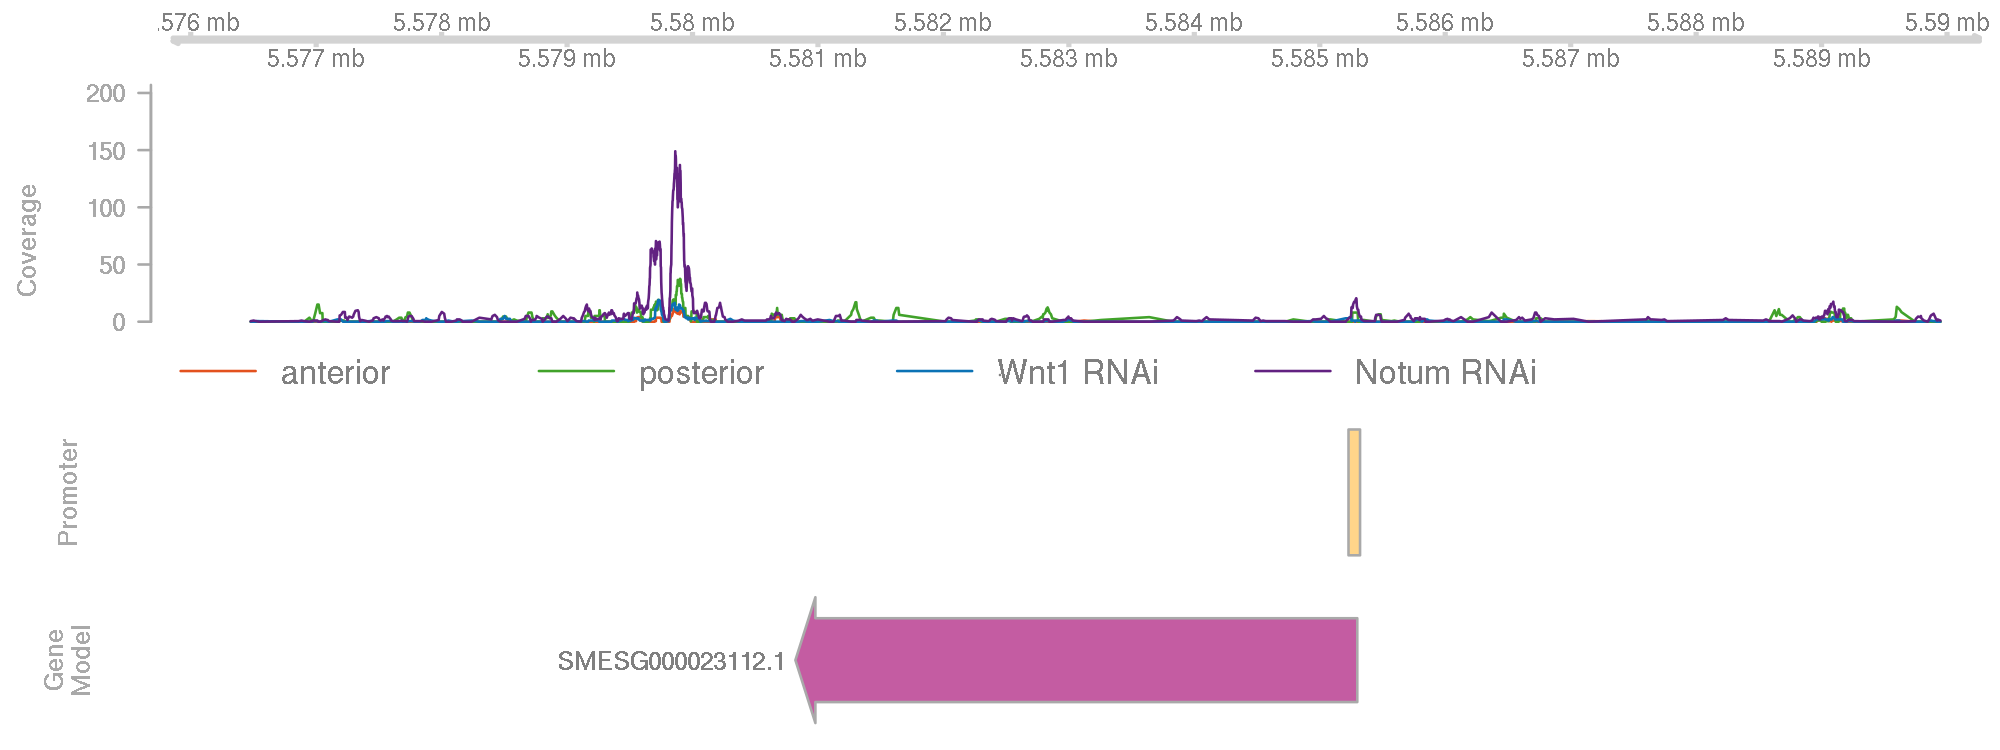 .576 mb 5.578 mb 5.58 mb 5.582 mb 5.584 mb 5.586 mb 5.588 mb 5.59 mb
5.577 mb 5.579 mb 5.581 mb 5.583 mb 5.585 mb 5.587 mb 5.589 mb
200
150
100
50
0
Coverage
anterior posterior Wnt1 RNAi Notum RNAi
Promoter
Gene
Model
SMESG000023112.1